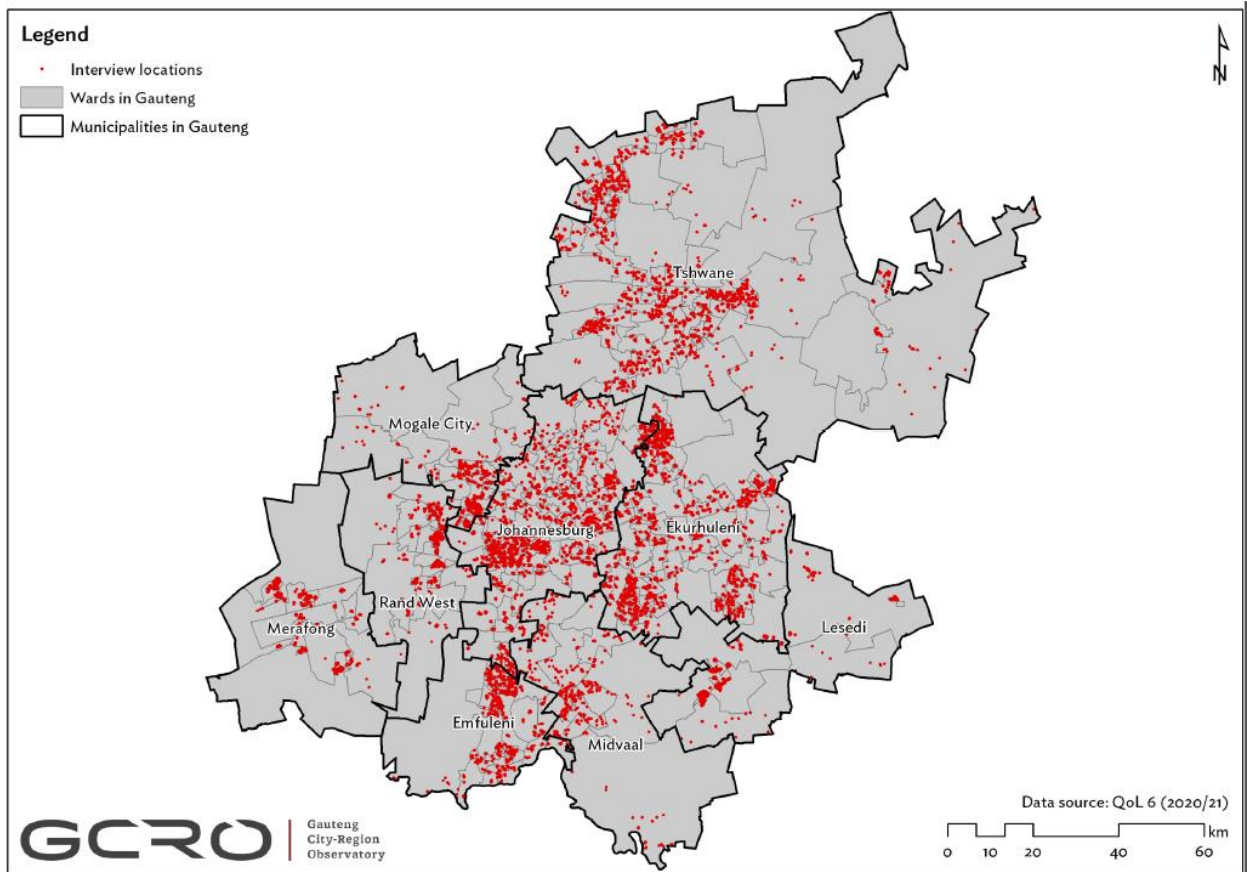 Legend
Interview locations
Wards in Gauteng
Municipalities in Gauteng
N
Tshwane
Mogale City
Johannesburg
Ekurhuleni
Rand West
Merafong
Lesedi
Emfuleni
Midvaal
GCRO
Gauteng
City-Region
Observatory
Data source: QoL 6 (2020/21)
km
0 10 20 40 60